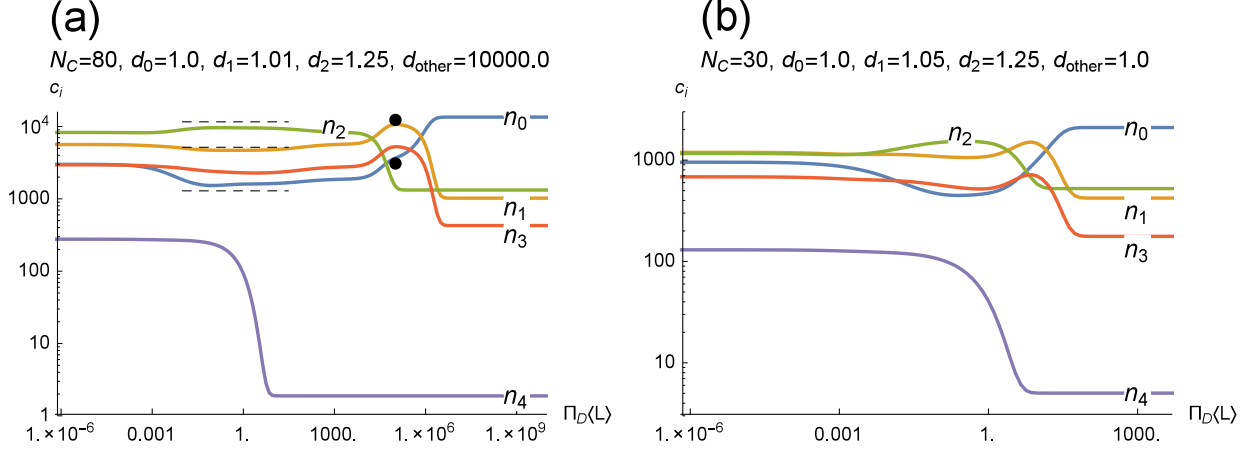 (a)
N_C=80, d_0=1.0, d_1=1.01, d_2=1.25, d_other=10000.0
c_i
10^4
1000
100
10
1
n_2
n_0
n_1
n_3
n_4
1.×10^-6
0.001
1.
1000.
1.×10^6
1.×10^9
Π_D⟨L⟩
(b)
N_C=30, d_0=1.0, d_1=1.05, d_2=1.25, d_other=1.0
c_i
1000
100
10
n_2
n_0
n_1
n_3
n_4
1.×10^-6
0.001
1.
1000.
Π_D⟨L⟩